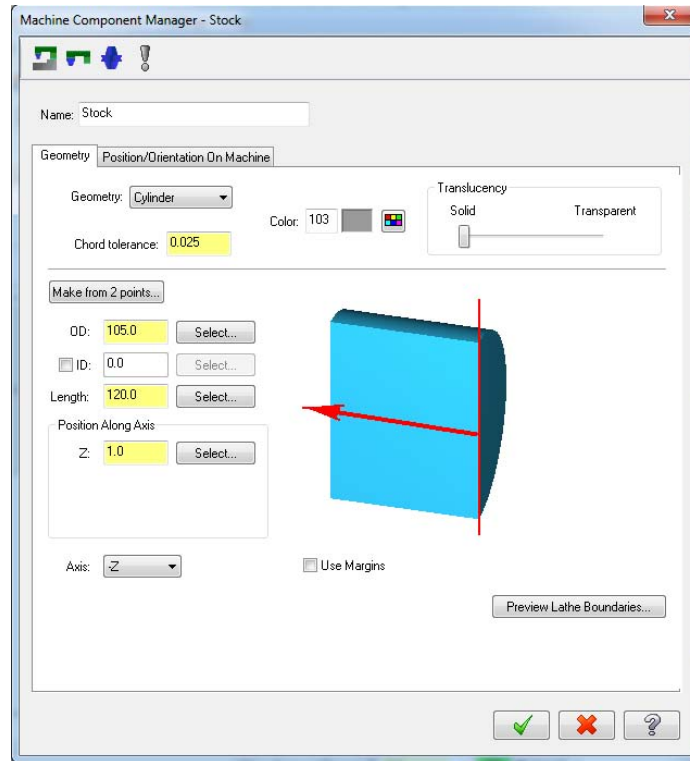 Machine Component Manager - Stock
Name: Stock
Geometry Position/Orientation On Machine
Geometry: Cylinder
Color: 103
Translucency
Solid Transparent
Chord tolerance: 0.025
Make from 2 points...
OD: 105.0 Select...
ID: 0.0 Select...
Length: 120.0 Select...
Position Along Axis
Z: 1.0 Select...
Axis: -Z
Use Margins
Preview Lathe Boundaries...